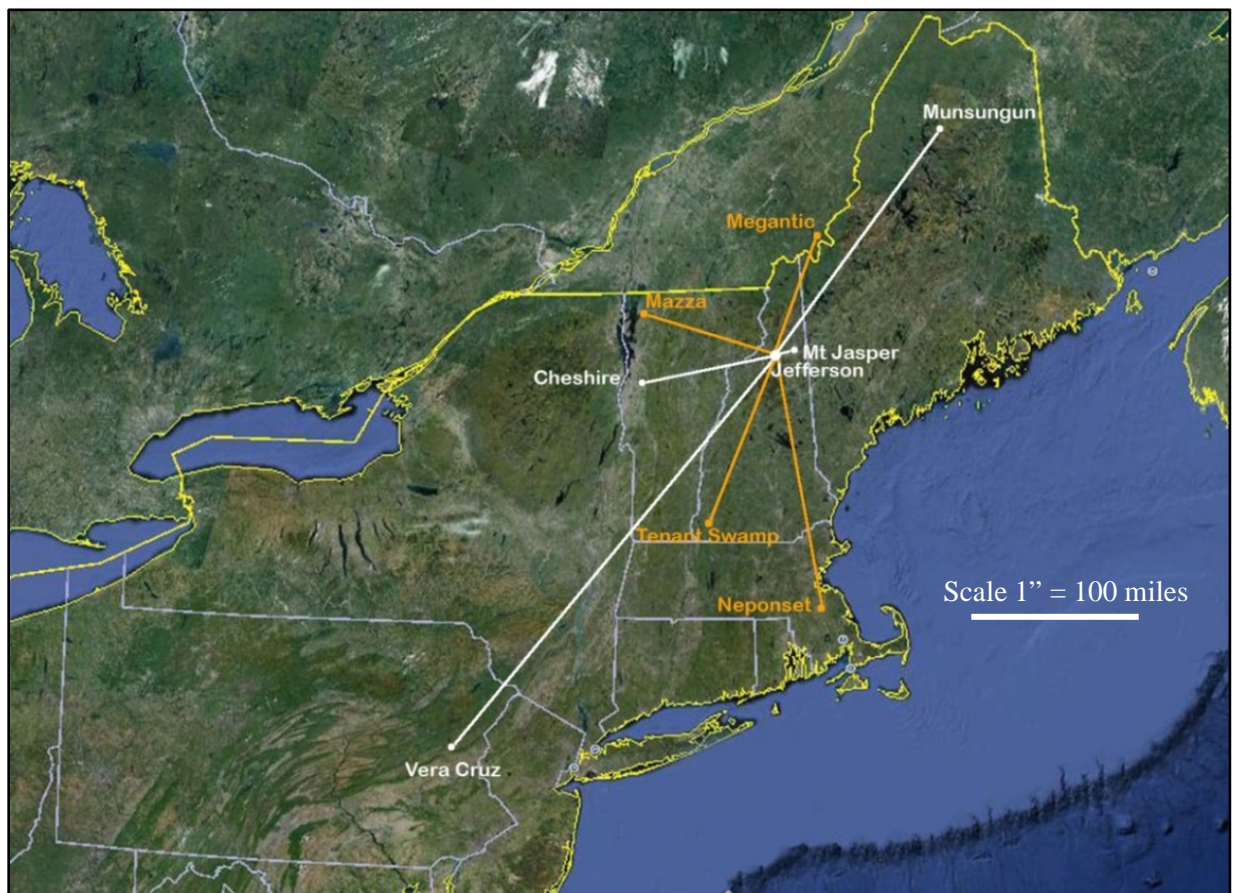 Munsungun
Megantic
Mazza
Mt Jasper
Jefferson
Cheshire
Tenant Swamp
Neponset
Scale 1” = 100 miles
Vera Cruz